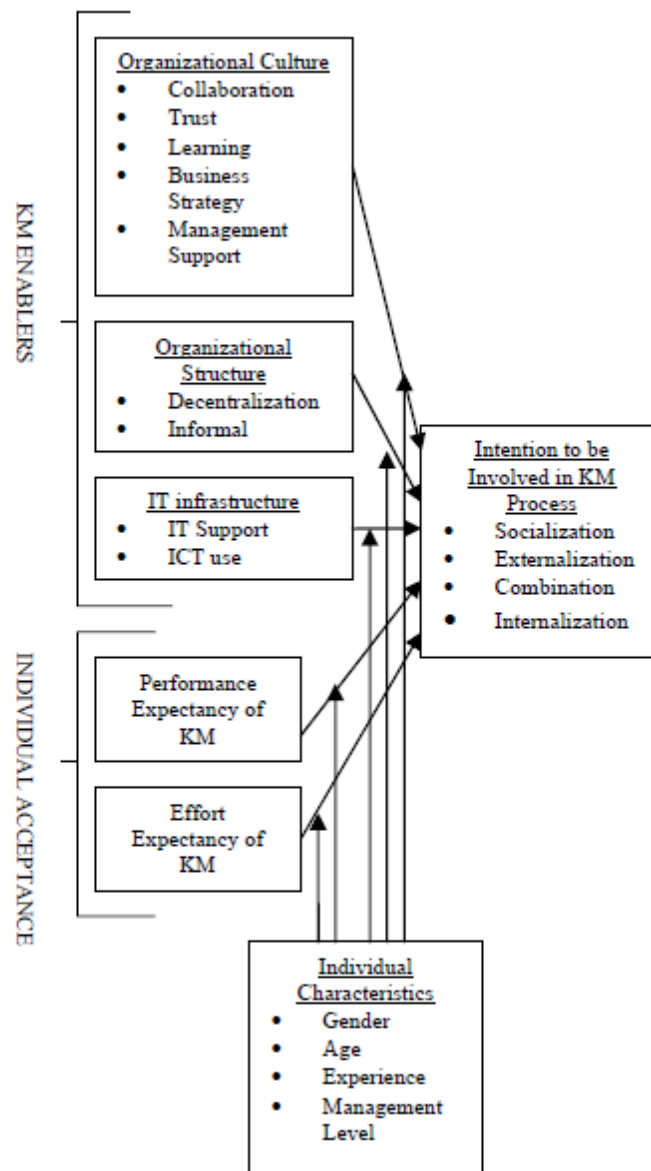 KM ENABLERS
Organizational Culture
• Collaboration
• Trust
• Learning
• Business
Strategy
• Management
Support
Organizational
Structure
• Decentralization
• Informal
IT infrastructure
• IT Support
• ICT use
Intention to be
Involved in KM
Process
• Socialization
• Externalization
• Combination
• Internalization
INDIVIDUAL ACCEPTANCE
Performance
Expectancy of
KM
Effort
Expectancy of
KM
Individual
Characteristics
• Gender
• Age
• Experience
• Management
Level